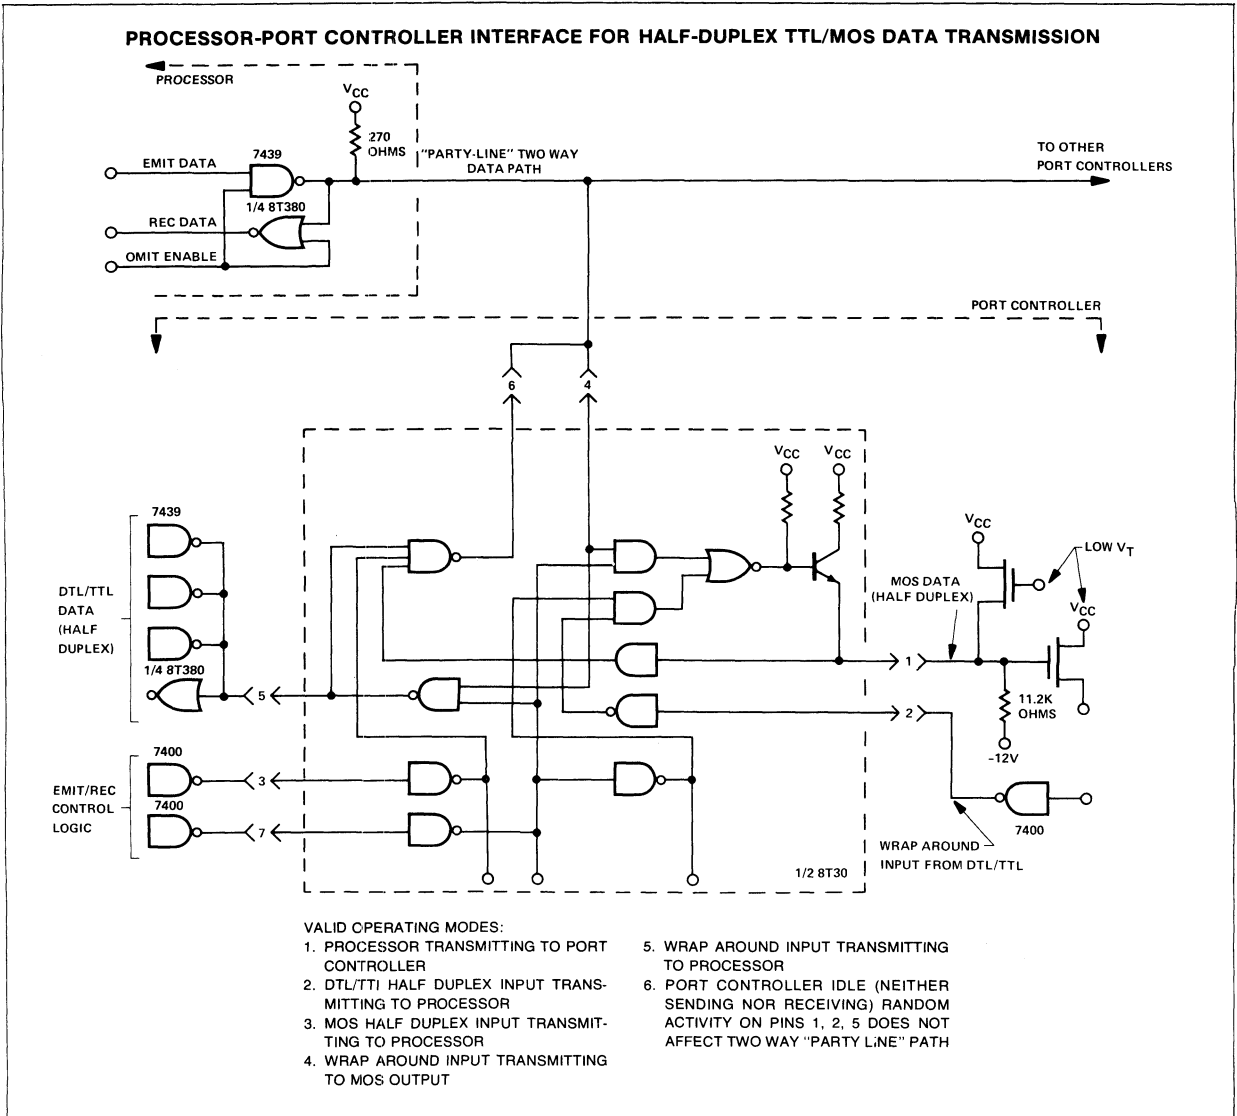 PROCESSOR-PORT CONTROLLER INTERFACE FOR HALF-DUPLEX TTL/MOS DATA TRANSMISSION
PROCESSOR
VCC
270
OHMS
7439
EMIT DATA
"PARTY-LINE" TWO WAY
DATA PATH
TO OTHER
PORT CONTROLLERS
1/4 8T380
REC DATA
OMIT ENABLE
PORT CONTROLLER
6
4
VCC
VCC
7439
VCC
LOW VT
DTL/TTL
DATA
(HALF
DUPLEX)
MOS DATA
(HALF DUPLEX)
VCC
1/4 8T380
1
5
2
11.2K
OHMS
-12V
7400
EMIT/REC
CONTROL
LOGIC
3
7400
7
7400
WRAP AROUND
INPUT FROM DTL/TTL
1/2 8T30
VALID OPERATING MODES:
1. PROCESSOR TRANSMITTING TO PORT
CONTROLLER
2. DTL/TTI HALF DUPLEX INPUT TRANS-
MITTING TO PROCESSOR
3. MOS HALF DUPLEX INPUT TRANSMIT-
TING TO PROCESSOR
4. WRAP AROUND INPUT TRANSMITTING
TO MOS OUTPUT
5. WRAP AROUND INPUT TRANSMITTING
TO PROCESSOR
6. PORT CONTROLLER IDLE (NEITHER
SENDING NOR RECEIVING) RANDOM
ACTIVITY ON PINS 1, 2, 5 DOES NOT
AFFECT TWO WAY "PARTY LINE" PATH